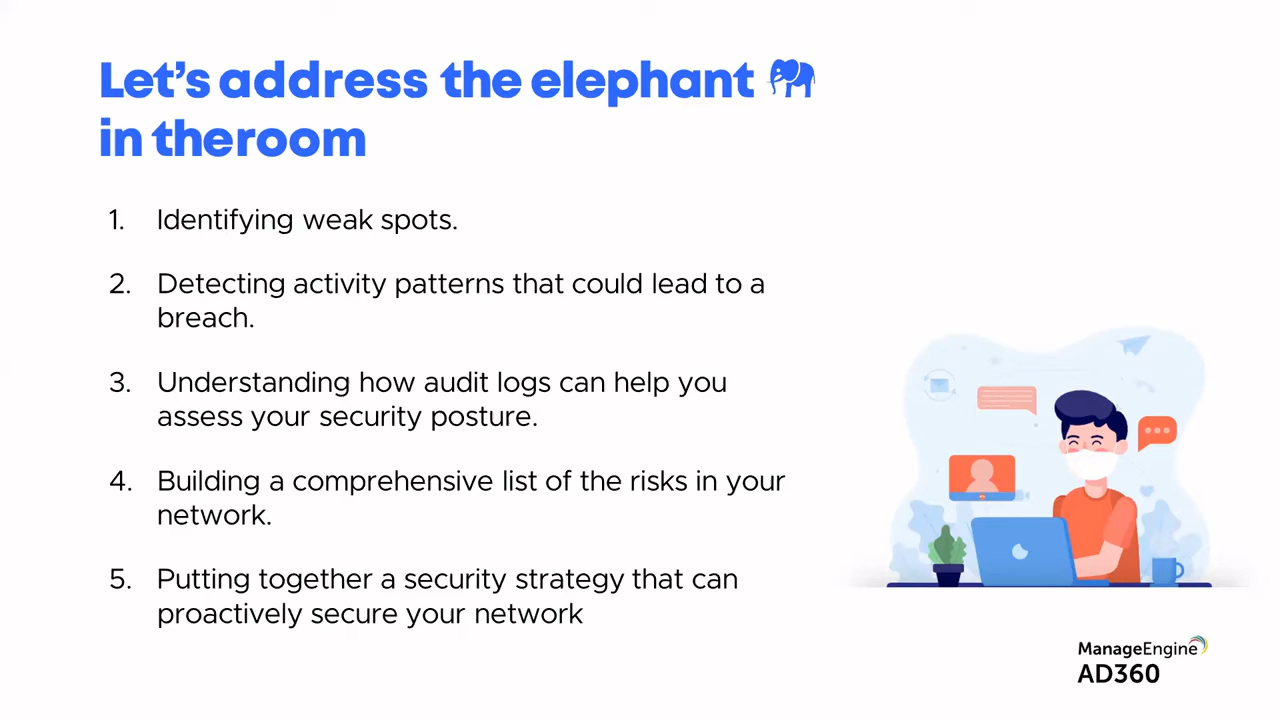 Let's address the elephant
in theroom
1. Identifying weak spots.
2. Detecting activity patterns that could lead to a
breach.
3. Understanding how audit logs can help you
assess your security posture.
4. Building a comprehensive list of the risks in your
network.
5. Putting together a security strategy that can
proactively secure your network
ManageEngine
AD360